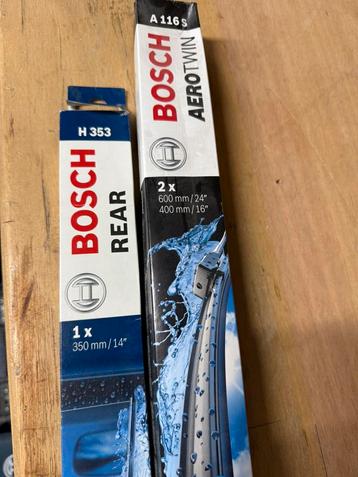 H 353
BOSCH
REAR
1 x
350 mm / 14"
A 116 S
BOSCH
AEROTWIN
2 x
600 mm / 24"
400 mm / 16"